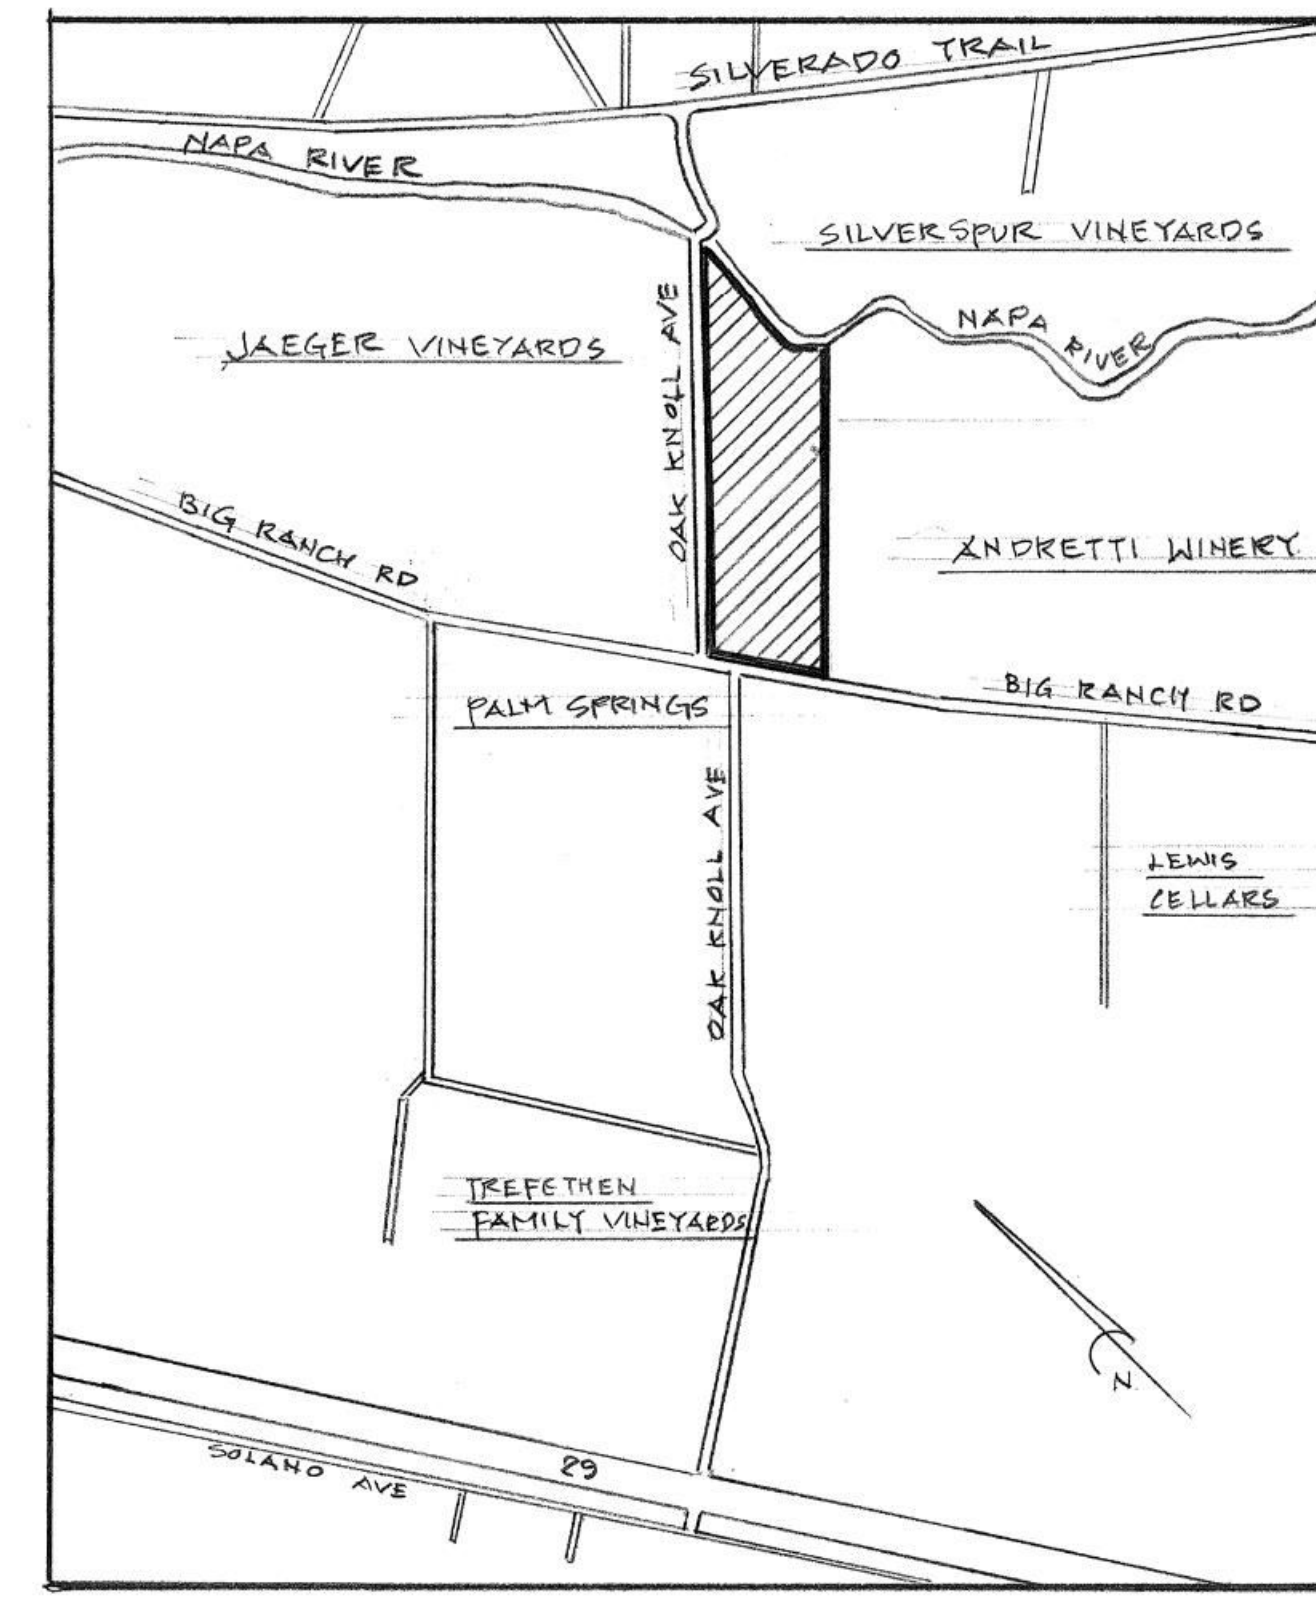 SILVERADO TRAIL
NAPA RIVER
SILVERSPUR VINEYARDS
OAK KNOLL AVE
JAEGER VINEYARDS
NAPA RIVER
BIG RANCH RD
ANDRETTI WINERY
PALM SPRINGS
BIG RANCH RD
OAK KNOLL AVE
LEWIS
CELLARS
TREFETHEN
FAMILY VINEYARDS
N
29
SOLANO AVE